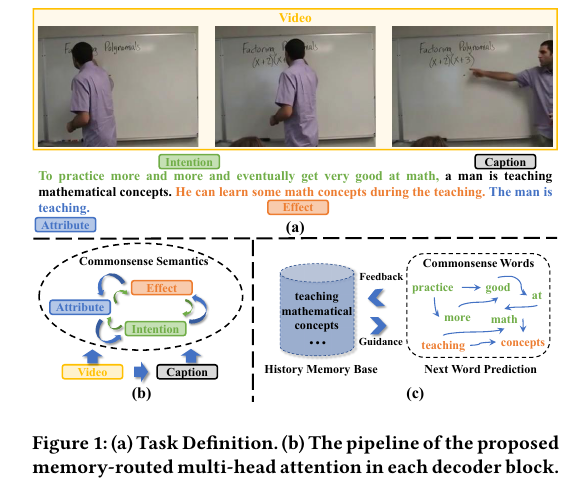 Video
Factoring Polynomials
(x+2)(x+
Factoring Polynomials
(x+2)(x+3)
Intention
Caption
To practice more and more and eventually get very good at math, a man is teaching
mathematical concepts. He can learn some math concepts during the teaching. The man is
teaching.
Effect
Attribute
(a)
Commonsense Semantics
Effect
Attribute
Intention
Video
Caption
(b)
Feedback
Guidance
teaching
mathematical
concepts
...
History Memory Base
Commonsense Words
practice
good
at
more
math
teaching
concepts
Next Word Prediction
(c)
Figure 1: (a) Task Definition. (b) The pipeline of the proposed
memory-routed multi-head attention in each decoder block.